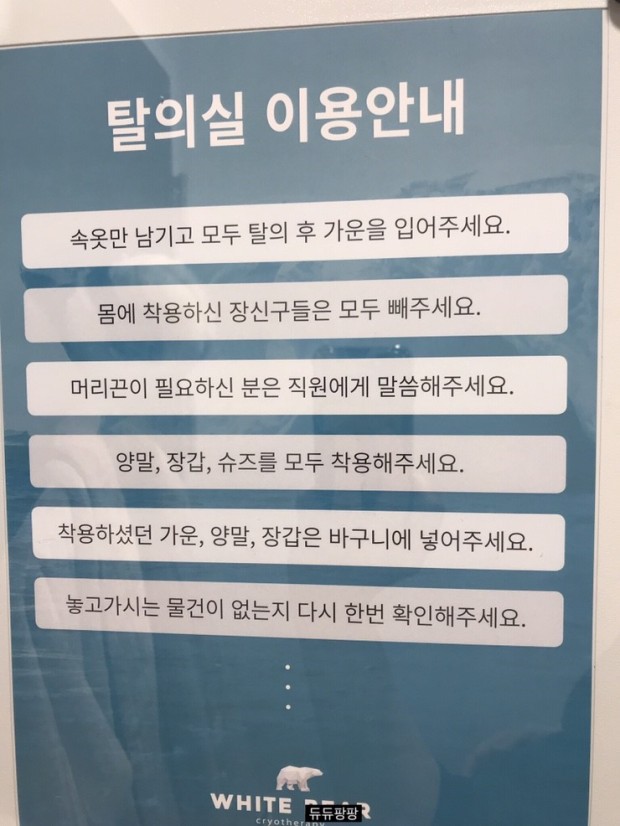 탈의실 이용안내
속옷만 남기고 모두 탈의 후 가운을 입어주세요.
몸에 착용하신 장신구들은 모두 빼주세요.
머리끈이 필요하신 분은 직원에게 말씀해주세요.
양말, 장갑, 슈즈를 모두 착용해주세요.
착용하셨던 가운, 양말, 장갑은 바구니에 넣어주세요.
놓고가시는 물건이 없는지 다시 한번 확인해주세요.
WHITE BEAR
cryotherapy
듀듀팡팡